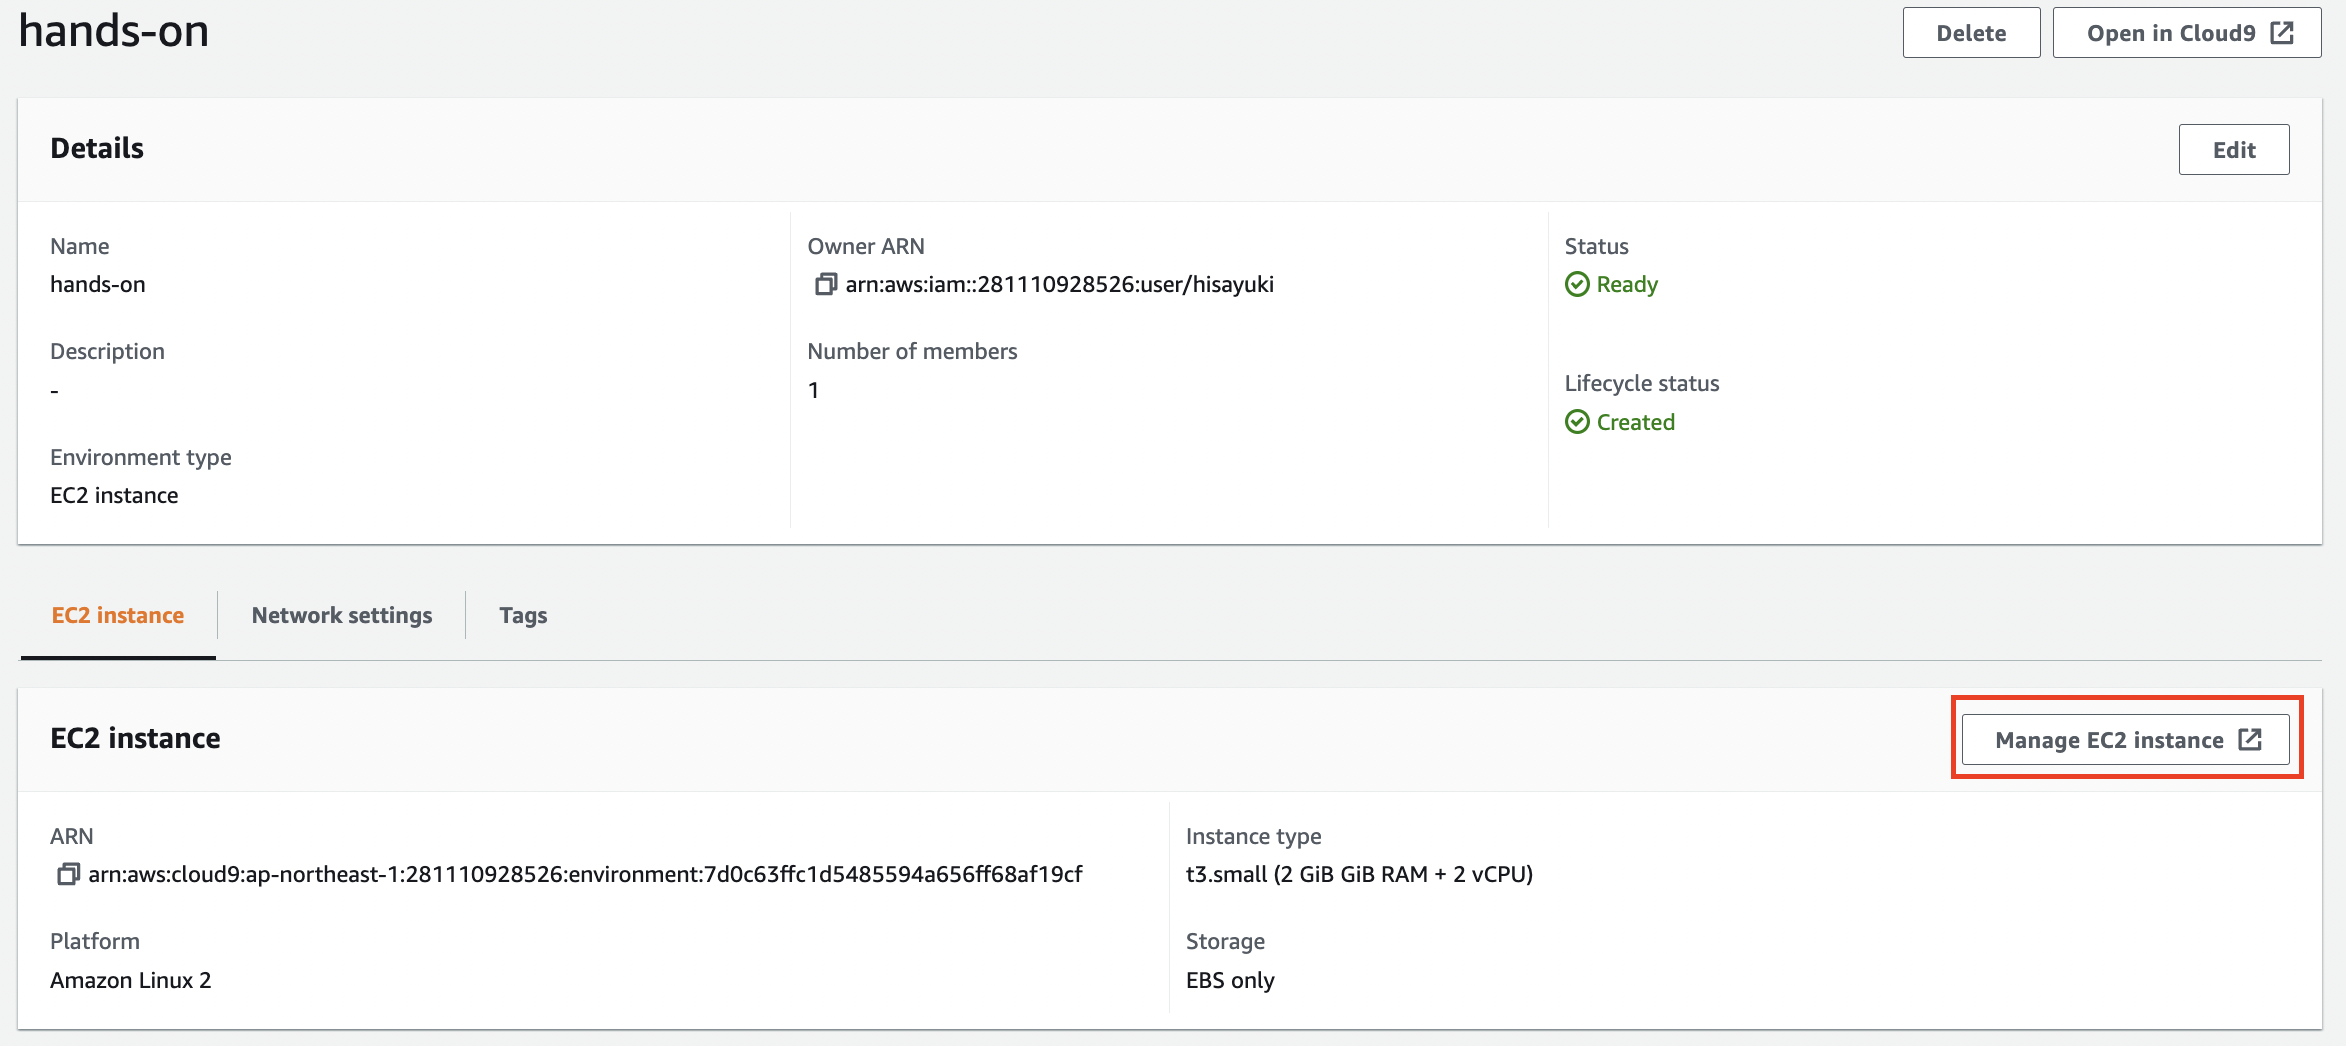 hands-on
Delete
Open in Cloud9
Details
Edit
Name
hands-on
Description
-
Environment type
EC2 instance
Owner ARN
arn:aws:iam::281110928526:user/hisayuki
Number of members
1
Status
Ready
Lifecycle status
Created
EC2 instance
Network settings
Tags
EC2 instance
Manage EC2 instance
ARN
arn:aws:cloud9:ap-northeast-1:281110928526:environment:7d0c63ffc1d5485594a656ff68af19cf
Platform
Amazon Linux 2
Instance type
t3.small (2 GiB GiB RAM + 2 vCPU)
Storage
EBS only